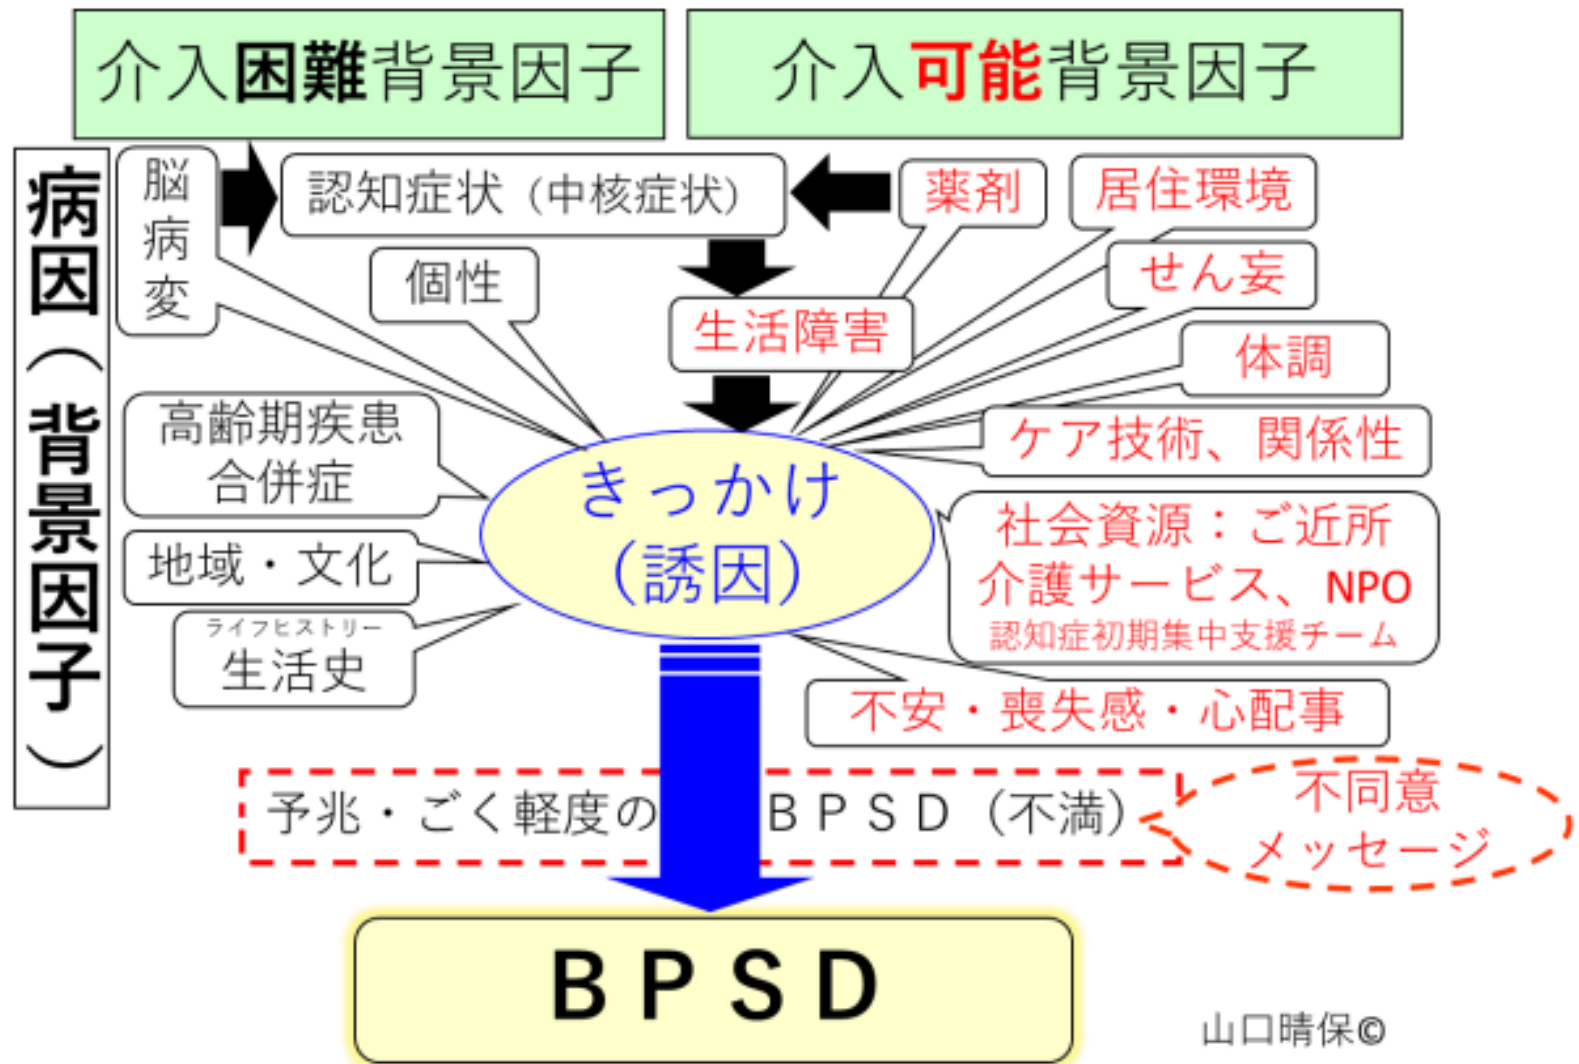 介入困難背景因子
介入可能背景因子
病因（背景因子）
脳病変
認知症状（中核症状）
薬剤
居住環境
個性
せん妄
生活障害
体調
高齢期疾患
合併症
ケア技術、関係性
きっかけ
（誘因）
地域・文化
社会資源：ご近所
介護サービス、NPO
認知症初期集中支援チーム
ライフヒストリー
生活史
不安・喪失感・心配事
予兆・ごく軽度の　ＢＰＳＤ（不満）
不同意
メッセージ
ＢＰＳＤ
山口晴保©